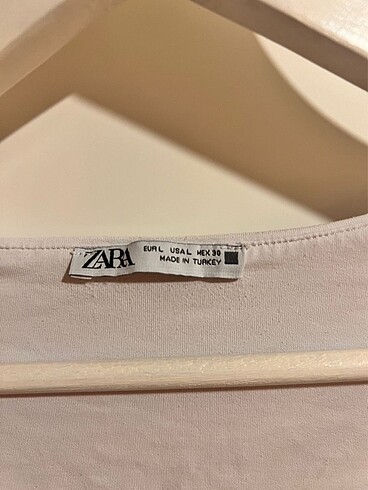 ZARA
EUR L USA L MEX 30
MADE IN TURKEY